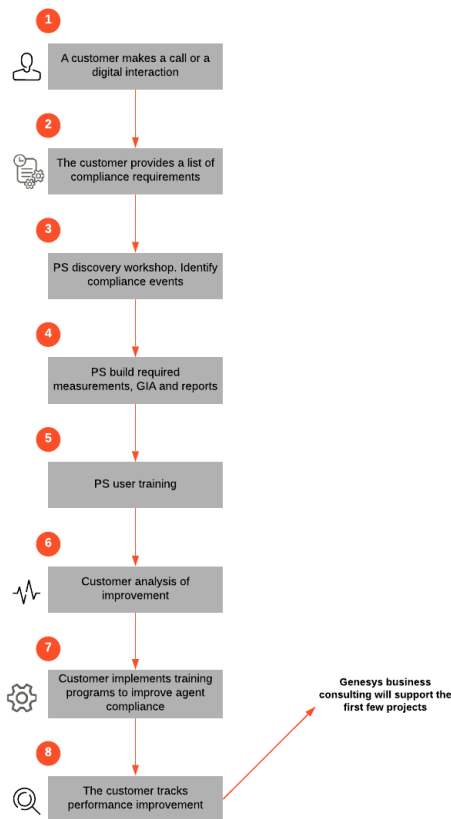 1
A customer makes a call or a
digital interaction
2
The customer provides a list of
compliance requirements
3
PS discovery workshop. Identify
compliance events
4
PS build required
measurements, GIA and reports
5
PS user training
6
Customer analysis of
improvement
7
Customer implements training
programs to improve agent
compliance
Genesys business
consulting will support the
first few projects
8
The customer tracks
performance improvement